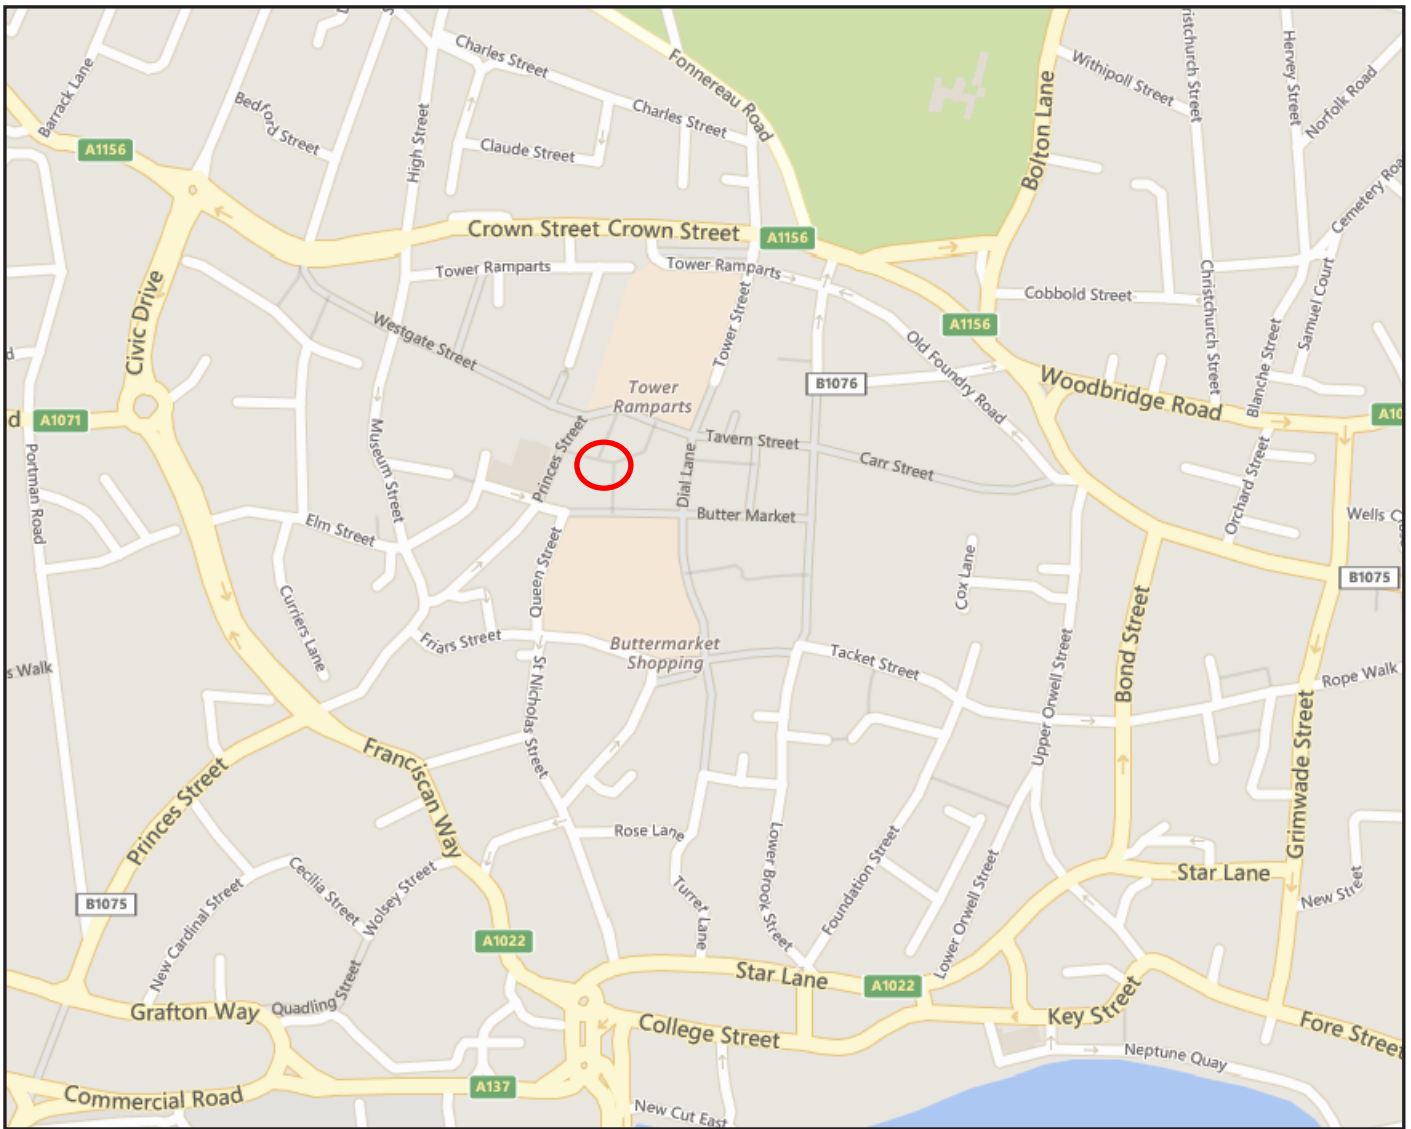 Charles Street
Fonnereau Road
Withipoll Street
Hervey Street
Norfolk Road
Barrack Lane
Bedford Street
High Street
Charles Street
Bolton Lane
A1156
Claude Street
Cemetery Roa
Crown Street Crown Street
A1156
Tower Ramparts
Tower Ramparts
Christchurch Street
Samuel Court
Cobbold Street
Civic Drive
Westgate Street
Tower Street
A1156
Old Foundry Road
Blanche Street
Tower
Ramparts
B1076
Woodbridge Road
d
A1071
A10
Museum Street
Princes Street
Tavern Street
Carr Street
Dial Lane
Portman Road
Orchard Street
Elm Street
Butter Market
Wells C
Queen Street
Cox Lane
B1075
Curriers Lane
Friars Street
Bond Street
Buttermarket
Shopping
Tacket Street
s Walk
Upper Orwell Street
Rope Walk
St Nicholas Street
Grimwade Street
Franciscan Way
Princes Street
Rose Lane
Lower Brook Street
Foundation Street
Lower Orwell Street
Star Lane
Cecilia Street
Wolsey Street
New Street
B1075
New Cardinal Street
Turret Lane
A1022
Star Lane
A1022
Quadling Street
Grafton Way
College Street
Key Street
Fore Street
Neptune Quay
Commercial Road
A137
New Cut East